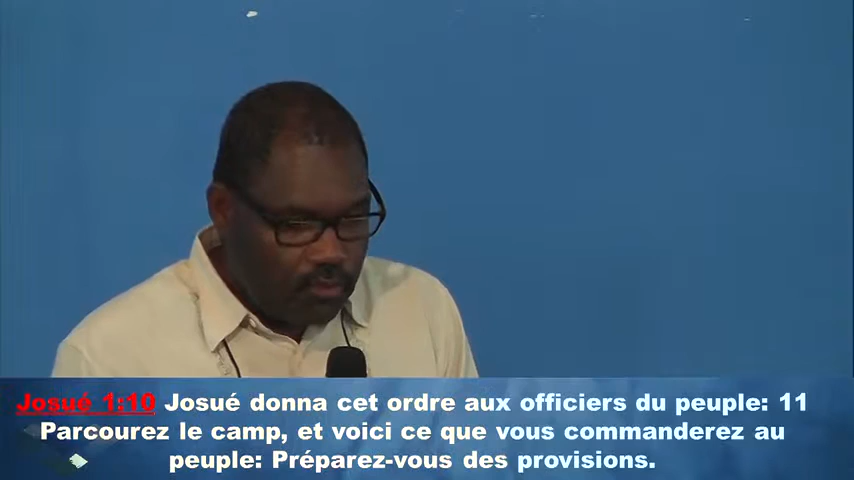 Josué 1:10 Josué donna cet ordre aux officiers du peuple: 11
Parcourez le camp, et voici ce que vous commanderez au
peuple: Préparez-vous des provisions.